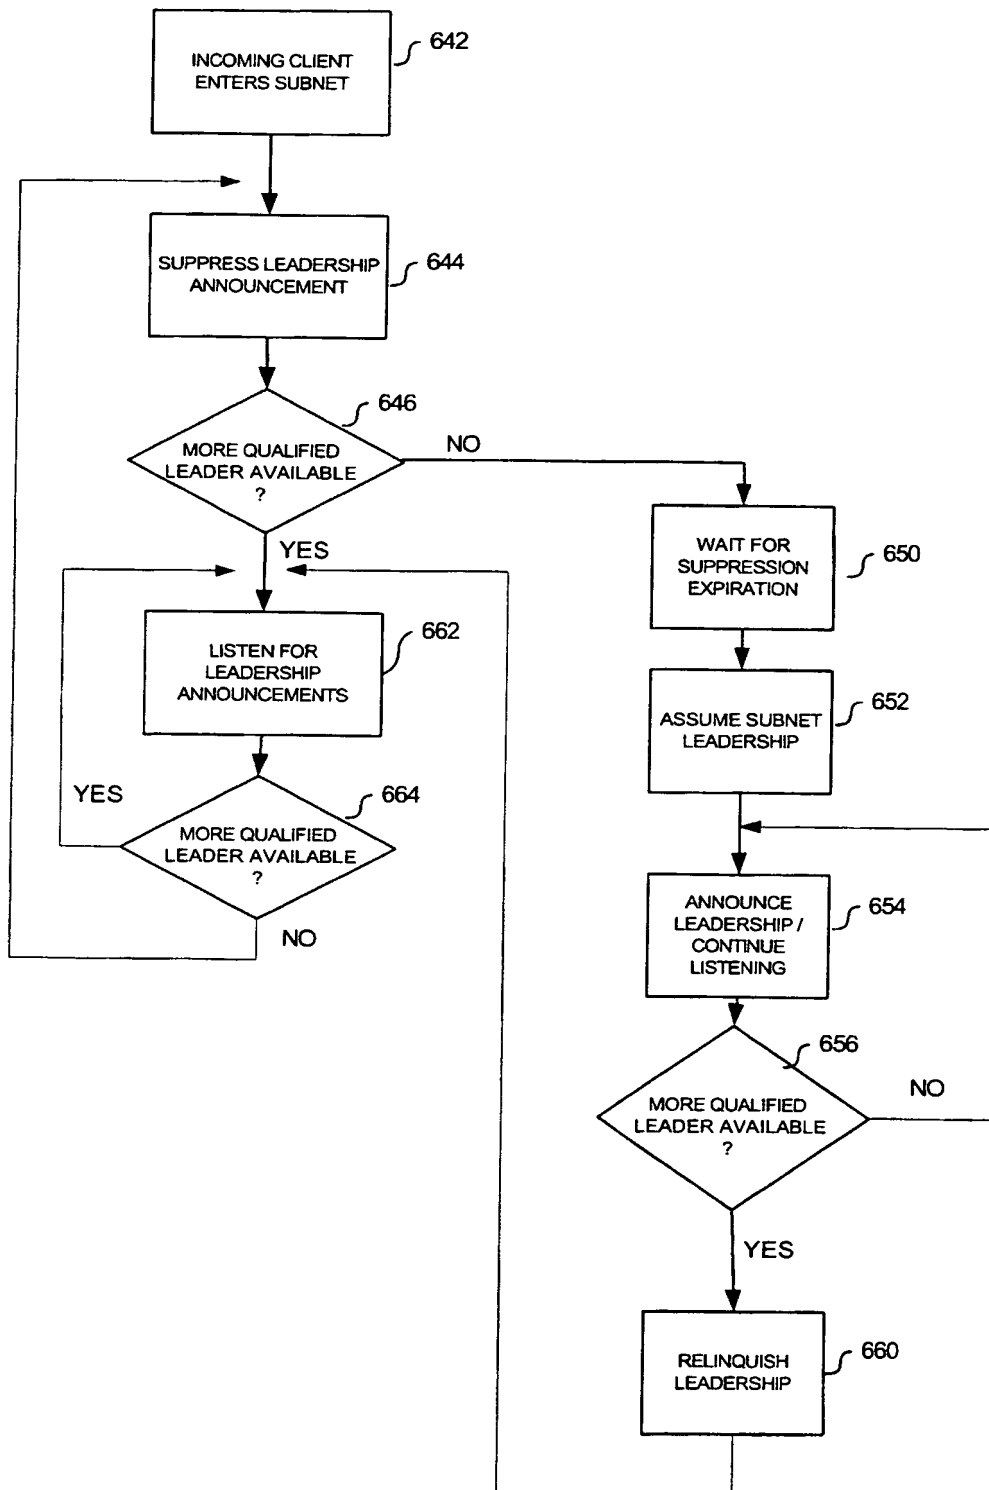 INCOMING CLIENT
ENTERS SUBNET
642
SUPPRESS LEADERSHIP
ANNOUNCEMENT
644
MORE QUALIFIED
LEADER AVAILABLE
?
646
NO
YES
WAIT FOR
SUPPRESSION
EXPIRATION
650
LISTEN FOR
LEADERSHIP
ANNOUNCEMENTS
662
ASSUME SUBNET
LEADERSHIP
652
MORE QUALIFIED
LEADER AVAILABLE
?
664
YES
NO
ANNOUNCE
LEADERSHIP /
CONTINUE
LISTENING
654
MORE QUALIFIED
LEADER AVAILABLE
?
656
NO
YES
RELINQUISH
LEADERSHIP
660